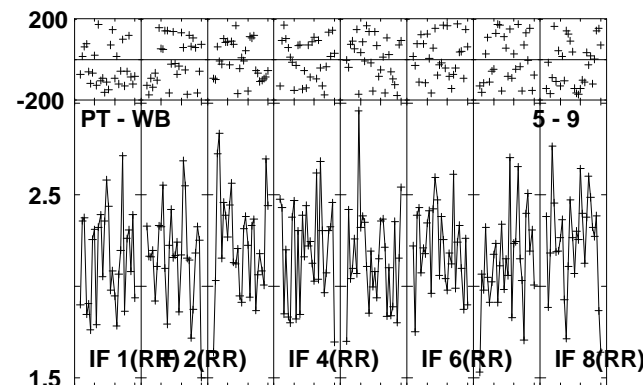 200
-200
PT - WB 5 - 9
2.5
IF 1(RR) IF 2(RR) IF 4(RR) IF 6(RR) IF 8(RR)
1.5